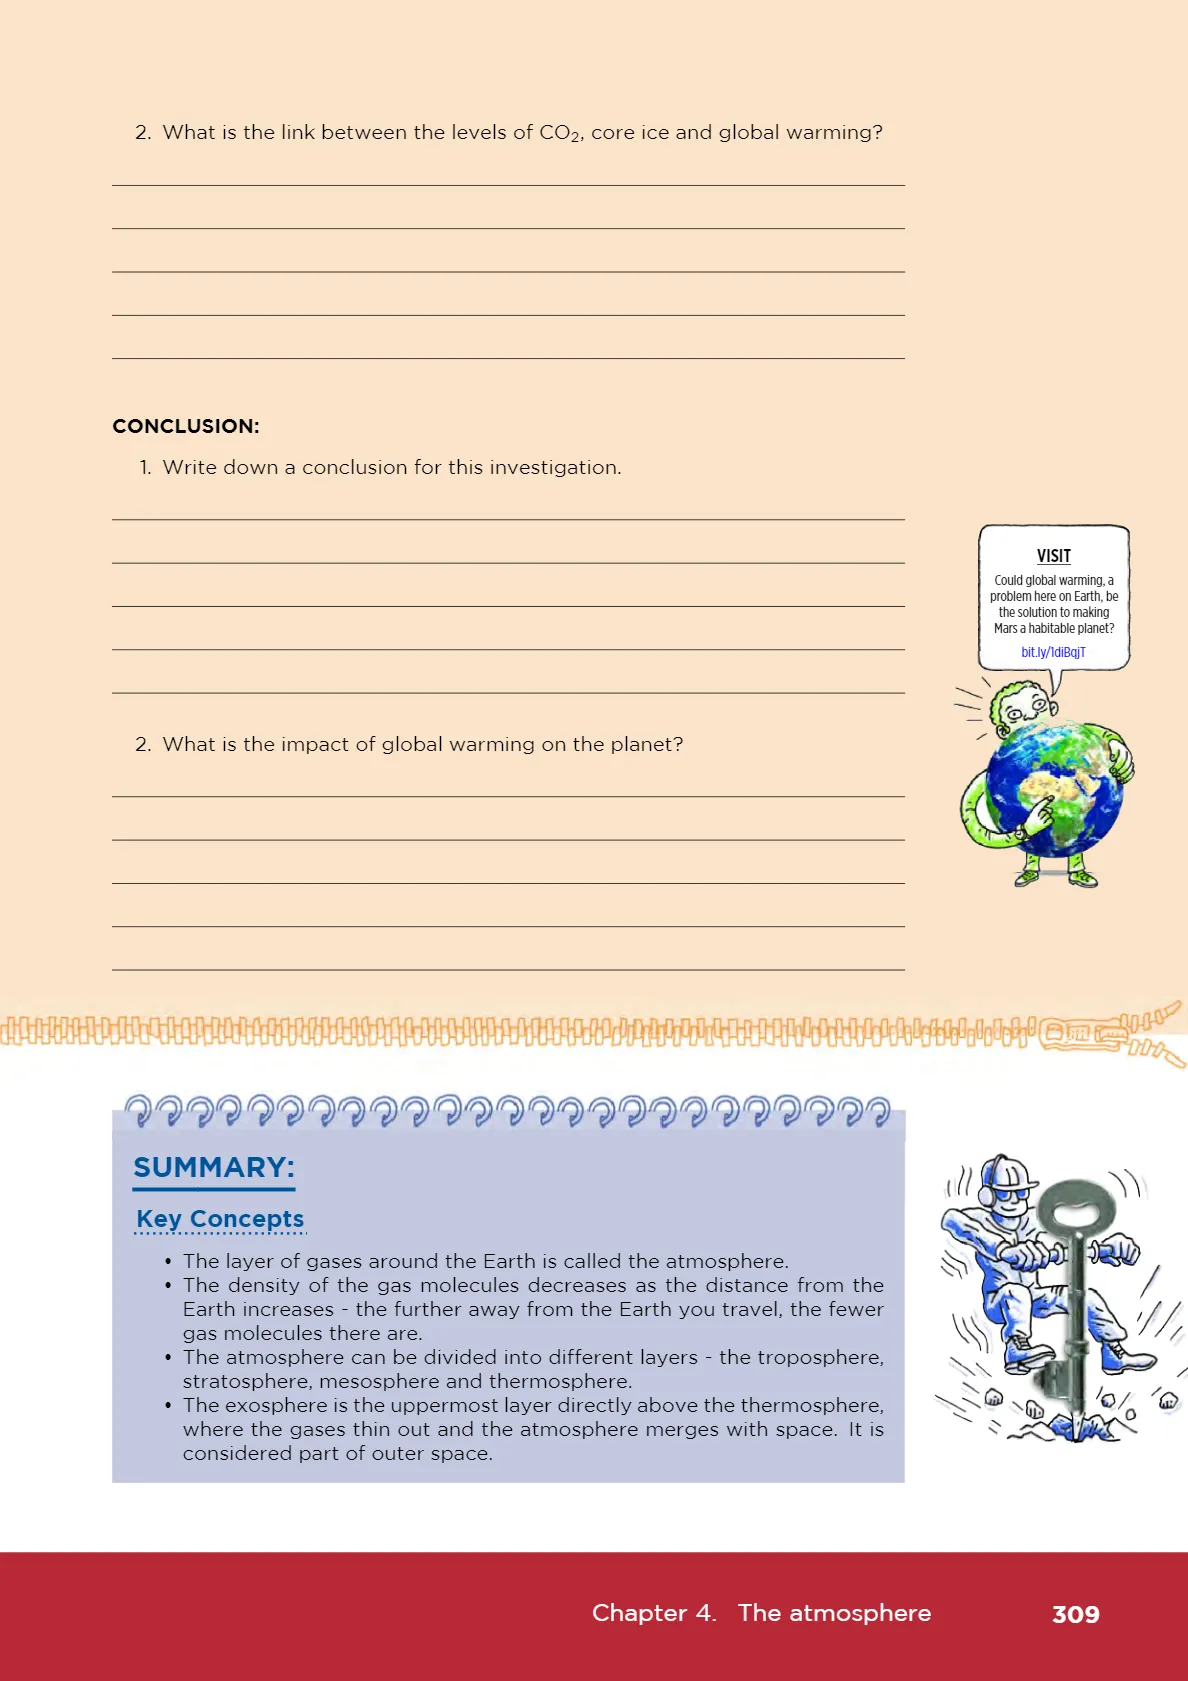 2. What is the link between the levels of CO₂, core ice and global warming?
CONCLUSION:
1. Write down a conclusion for this investigation.
VISIT
Could global warming, a
problem here on Earth, be
the solution to making
Mars a habitable planet?
bit.ly/1diBqjT
2. What is the impact of global warming on the planet?
SUMMARY:
Key Concepts
• The layer of gases around the Earth is called the atmosphere.
• The density of the gas molecules decreases as the distance from the
Earth increases - the further away from the Earth you travel, the fewer
gas molecules there are.
• The atmosphere can be divided into different layers - the troposphere,
stratosphere, mesosphere and thermosphere.
• The exosphere is the uppermost layer directly above the thermosphere,
where the gases thin out and the atmosphere merges with space. It is
considered part of outer space.
Chapter 4. The atmosphere 309